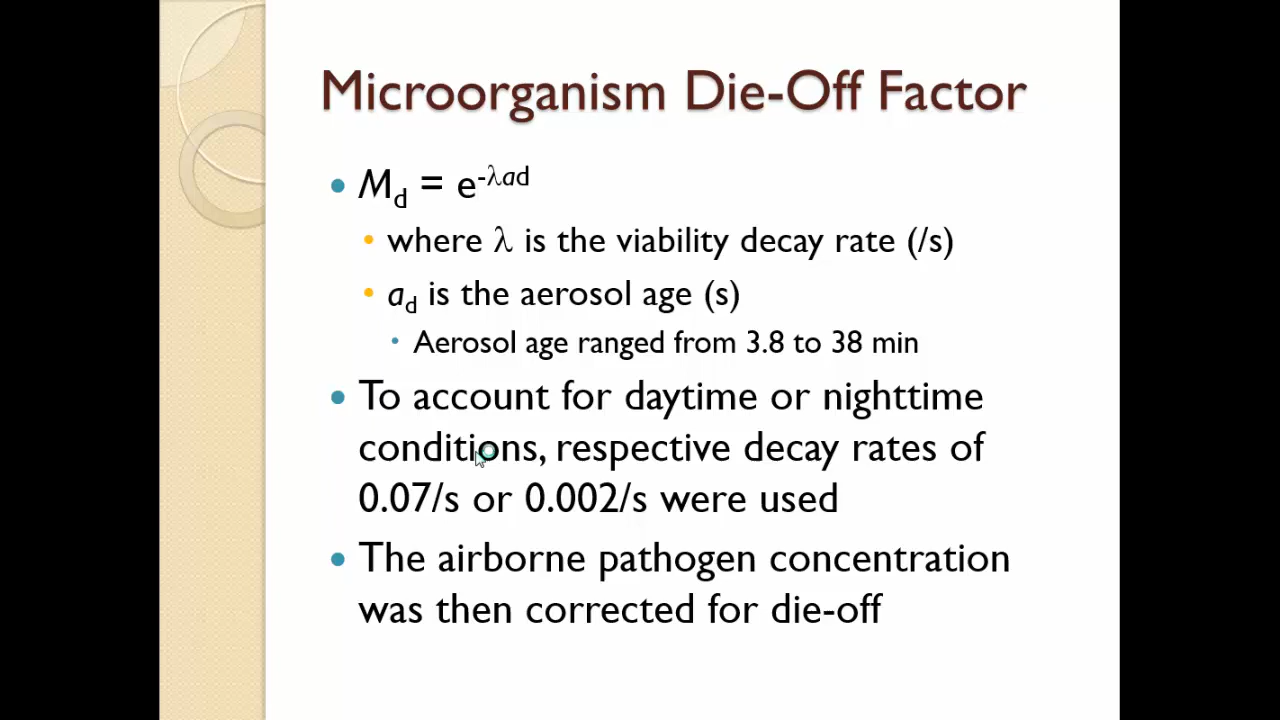 Microorganism Die-Off Factor
• M_d = e^-λad
• where λ is the viability decay rate (/s)
• a_d is the aerosol age (s)
• Aerosol age ranged from 3.8 to 38 min
• To account for daytime or nighttime
conditions, respective decay rates of
0.07/s or 0.002/s were used
• The airborne pathogen concentration
was then corrected for die-off